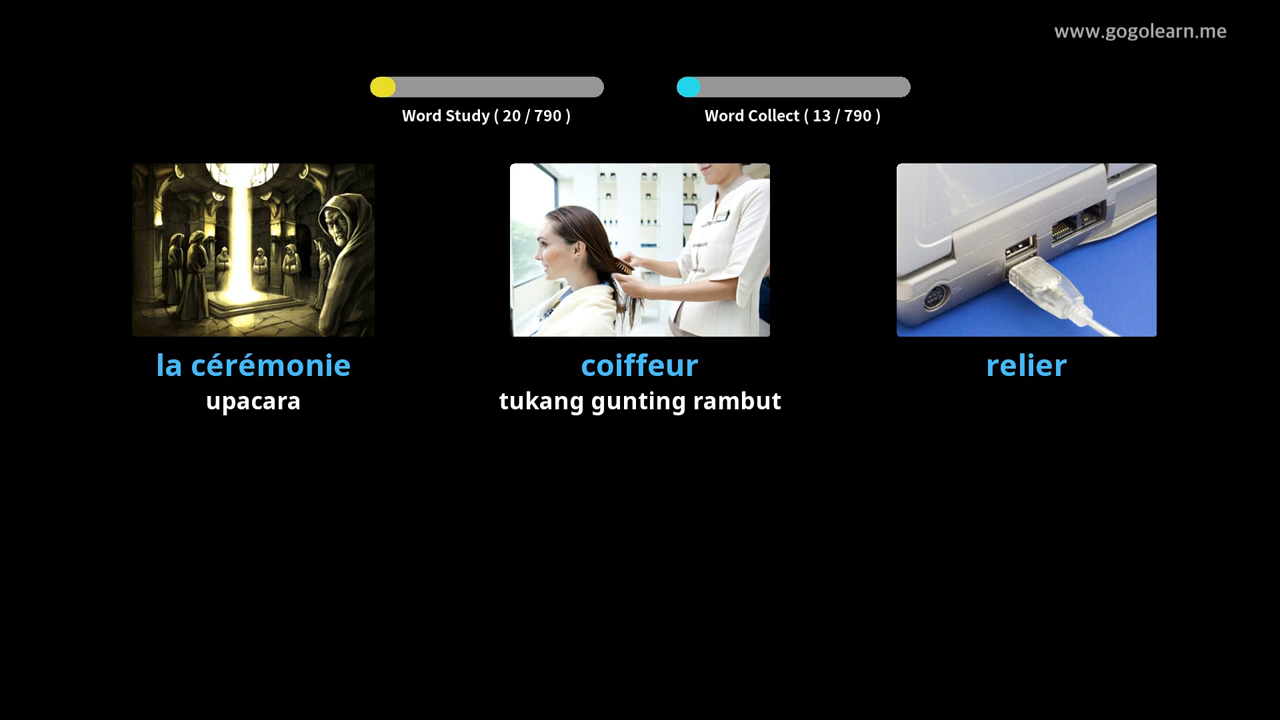 www.gogolearn.me
Word Study ( 20 / 790 )
Word Collect ( 13 / 790 )
la cérémonie
coiffeur
relier
upacara
tukang gunting rambut